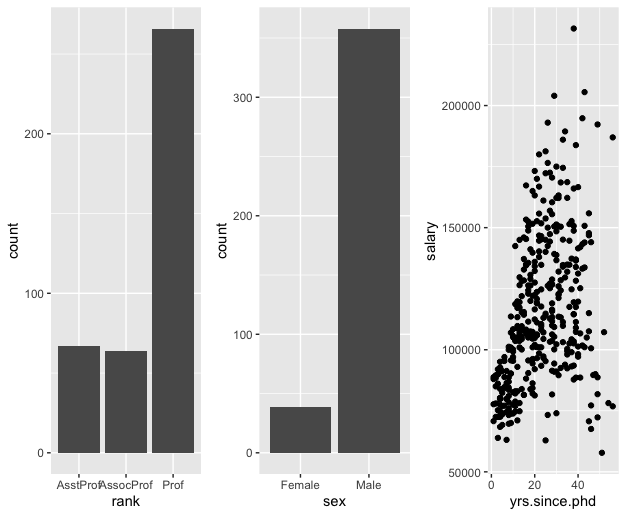 count
200
100
0
AsstProf AssocProf Prof
rank
count
300
200
100
0
Female Male
sex
salary
200000
150000
100000
50000
0 20 40
yrs.since.phd